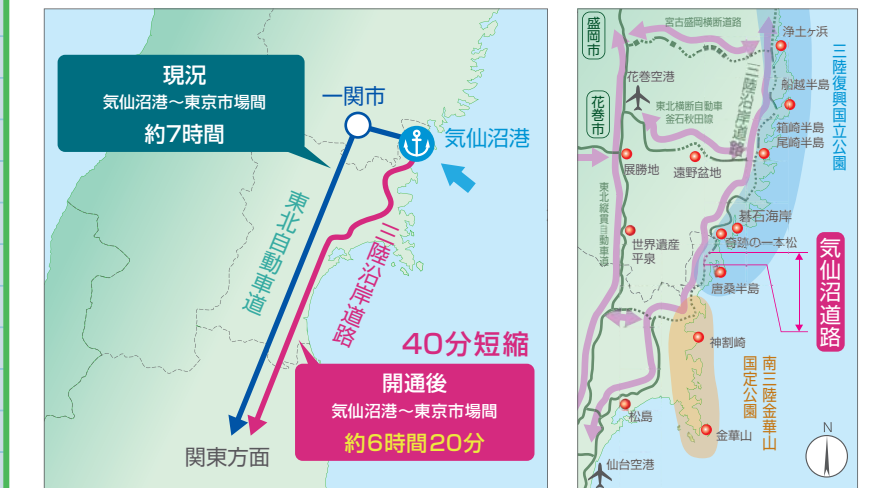 現況
気仙沼港～東京市場間
約7時間
一関市
気仙沼港
東北自動車道
三陸沿岸道路
40分短縮
開通後
気仙沼港～東京市場間
約6時間20分
関東方面
盛岡市
宮古盛岡横断道路
浄土ヶ浜
三陸復興国立公園
花巻空港
三陸沿岸道路
船越半島
花巻市
東北横断自動車
釜石秋田線
箱崎半島
尾崎半島
展勝地
遠野盆地
東北縦貫自動車道
碁石海岸
世界遺産
平泉
奇跡の一本松
気仙沼道路
唐桑半島
神割崎
南三陸金華山
国定公園
松島
金華山
N
仙台空港